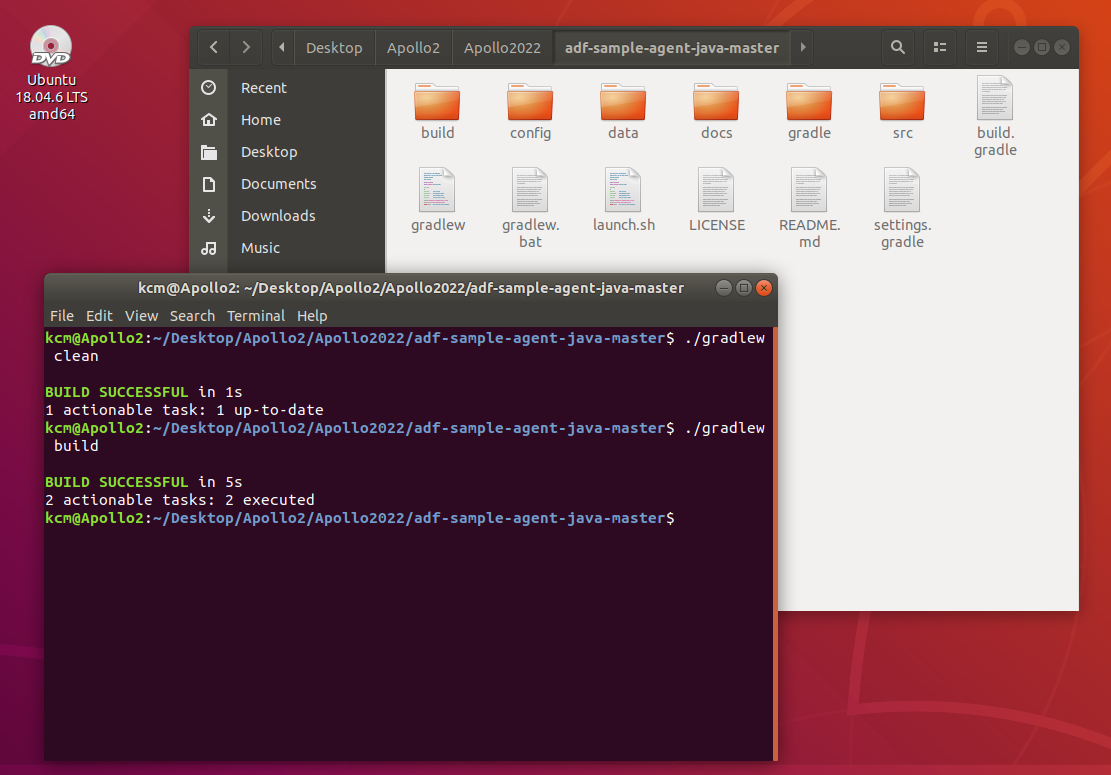 Ubuntu
18.04.6 LTS
amd64
Desktop Apollo2 Apollo2022 adf-sample-agent-java-master
Recent
Home
Desktop
Documents
Downloads
Music
build config data docs gradle src build.
gradle
gradlew gradlew.
bat
launch.sh LICENSE README.
md
settings.
gradle
kcm@Apollo2: ~/Desktop/Apollo2/Apollo2022/adf-sample-agent-java-master
File Edit View Search Terminal Help
kcm@Apollo2:~/Desktop/Apollo2/Apollo2022/adf-sample-agent-java-master$ ./gradlew
clean
BUILD SUCCESSFUL in 1s
1 actionable task: 1 up-to-date
kcm@Apollo2:~/Desktop/Apollo2/Apollo2022/adf-sample-agent-java-master$ ./gradlew
build
BUILD SUCCESSFUL in 5s
2 actionable tasks: 2 executed
kcm@Apollo2:~/Desktop/Apollo2/Apollo2022/adf-sample-agent-java-master$